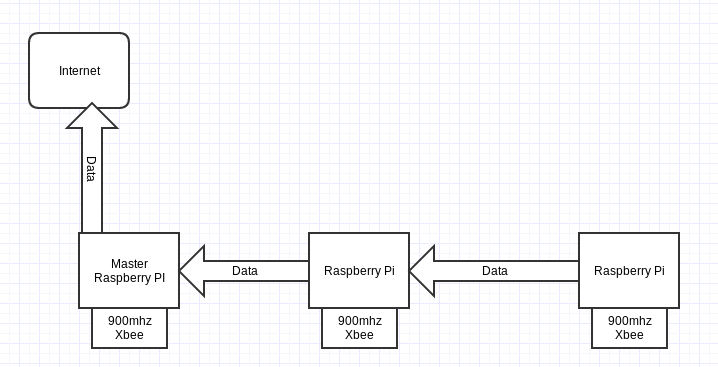 Internet
Data
Master
Raspberry PI
Data
Raspberry Pi
Data
Raspberry Pi
900mhz
Xbee
900mhz
Xbee
900mhz
Xbee